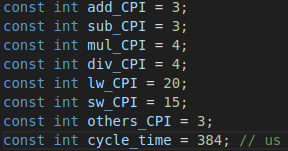 const int add_CPI = 3;
const int sub_CPI = 3;
const int mul_CPI = 4;
const int div_CPI = 4;
const int lw_CPI = 20;
const int sw_CPI = 15;
const int others_CPI = 3;
const int cycle_time = 384; // us